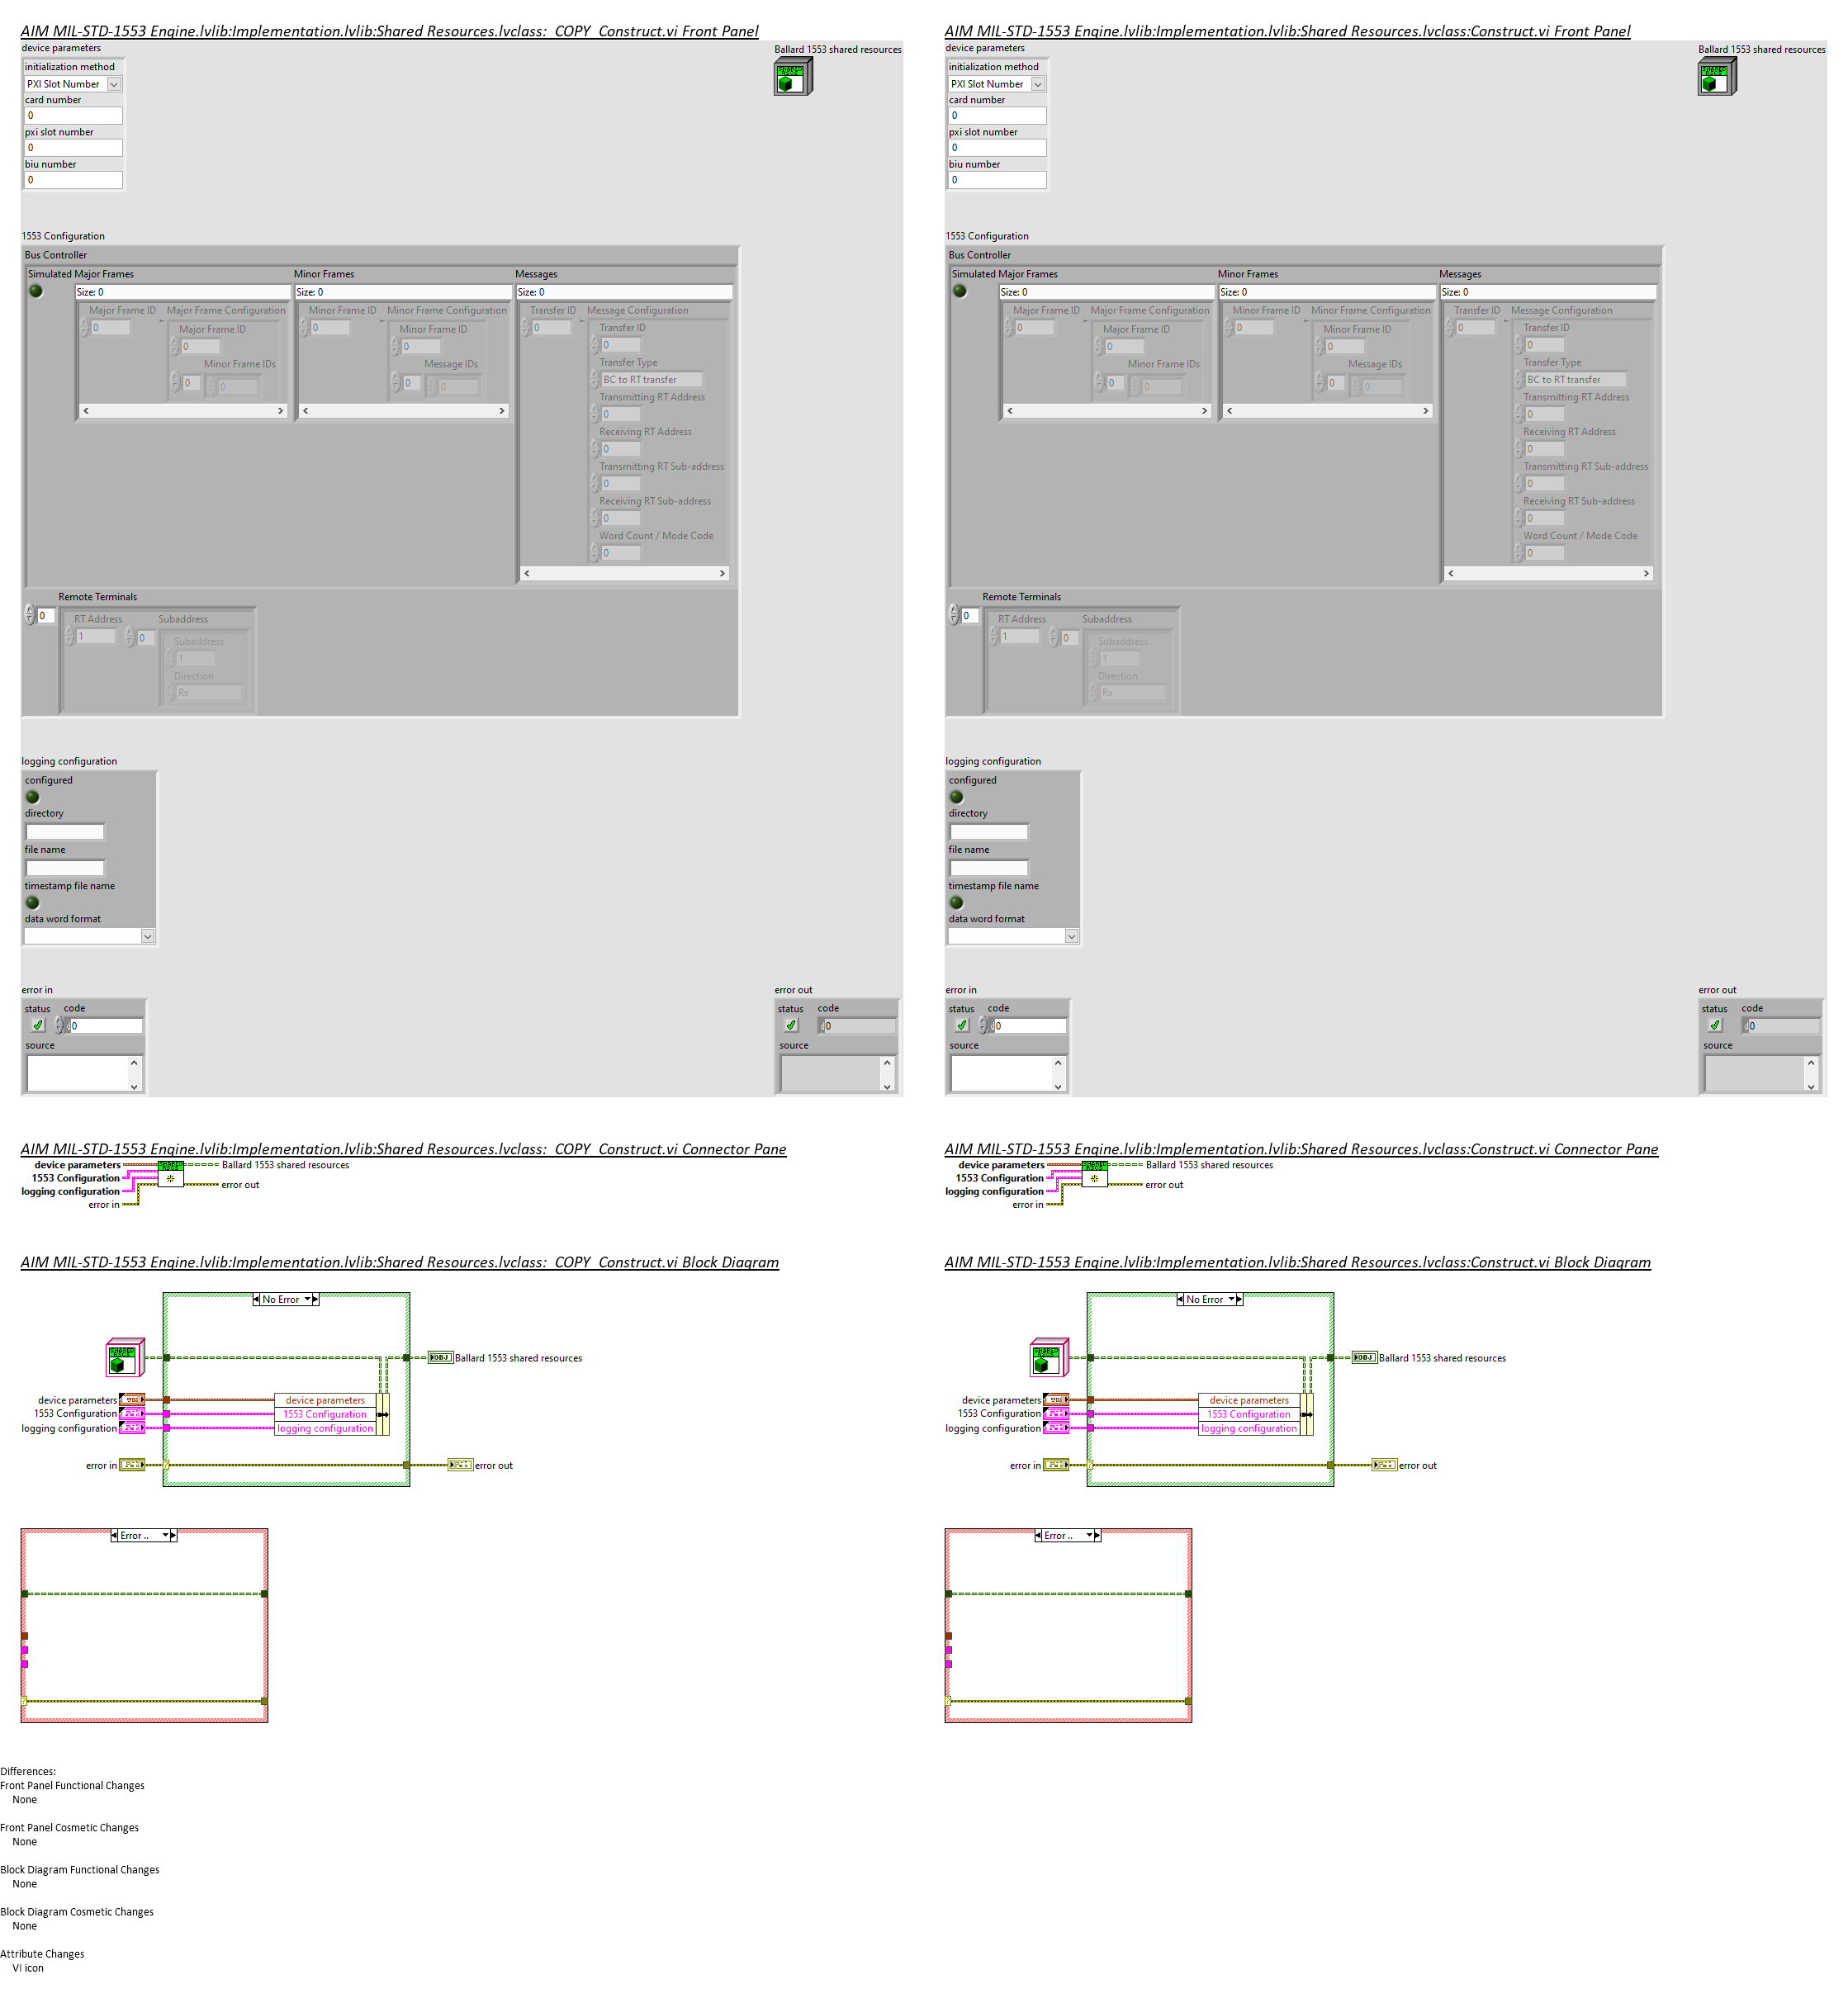 AIM MIL-STD-1553 Engine.lvlib:Implementation.lvlib:Shared Resources.lvclass:_COPY_Construct.vi Front Panel
device parameters
Ballard 1553 shared resources
initialization method
PXI Slot Number
card number
0
pxi slot number
0
biu number
0
1553 Configuration
Bus Controller
Simulated Major Frames Minor Frames Messages
Size: 0 Size: 0 Size: 0
Major Frame ID Major Frame Configuration Minor Frame ID Minor Frame Configuration Transfer ID Message Configuration
0 Major Frame ID 0 Minor Frame ID 0 Transfer ID
0 0 0
Minor Frame IDs Message IDs Transfer Type
0 0 0 0 BC to RT transfer
Transmitting RT Address
0
Receiving RT Address
0
Transmitting RT Sub-address
0
Receiving RT Sub-address
0
Word Count / Mode Code
0
Remote Terminals
0 RT Address Subaddress
1 0 Subaddress
1
Direction
Rx
logging configuration
configured
directory
file name
timestamp file name
data word format
error in error out
status code status code
0 0
source source
AIM MIL-STD-1553 Engine.lvlib:Implementation.lvlib:Shared Resources.lvclass:Construct.vi Front Panel
device parameters
Ballard 1553 shared resources
initialization method
PXI Slot Number
card number
0
pxi slot number
0
biu number
0
1553 Configuration
Bus Controller
Simulated Major Frames Minor Frames Messages
Size: 0 Size: 0 Size: 0
Major Frame ID Major Frame Configuration Minor Frame ID Minor Frame Configuration Transfer ID Message Configuration
0 Major Frame ID 0 Minor Frame ID 0 Transfer ID
0 0 0
Minor Frame IDs Message IDs Transfer Type
0 0 0 0 BC to RT transfer
Transmitting RT Address
0
Receiving RT Address
0
Transmitting RT Sub-address
0
Receiving RT Sub-address
0
Word Count / Mode Code
0
Remote Terminals
0 RT Address Subaddress
1 0 Subaddress
1
Direction
Rx
logging configuration
configured
directory
file name
timestamp file name
data word format
error in error out
status code status code
0 0
source source
AIM MIL-STD-1553 Engine.lvlib:Implementation.lvlib:Shared Resources.lvclass:_COPY_Construct.vi Connector Pane
device parameters Ballard 1553 shared resources
1553 Configuration
logging configuration error out
error in
AIM MIL-STD-1553 Engine.lvlib:Implementation.lvlib:Shared Resources.lvclass:Construct.vi Connector Pane
device parameters Ballard 1553 shared resources
1553 Configuration
logging configuration error out
error in
AIM MIL-STD-1553 Engine.lvlib:Implementation.lvlib:Shared Resources.lvclass:_COPY_Construct.vi Block Diagram
No Error
Ballard 1553 shared resources
device parameters device parameters
1553 Configuration 1553 Configuration
logging configuration logging configuration
error in error out
Error ..
AIM MIL-STD-1553 Engine.lvlib:Implementation.lvlib:Shared Resources.lvclass:Construct.vi Block Diagram
No Error
Ballard 1553 shared resources
device parameters device parameters
1553 Configuration 1553 Configuration
logging configuration logging configuration
error in error out
Error ..
Differences:
Front Panel Functional Changes
None
Front Panel Cosmetic Changes
None
Block Diagram Functional Changes
None
Block Diagram Cosmetic Changes
None
Attribute Changes
VI icon